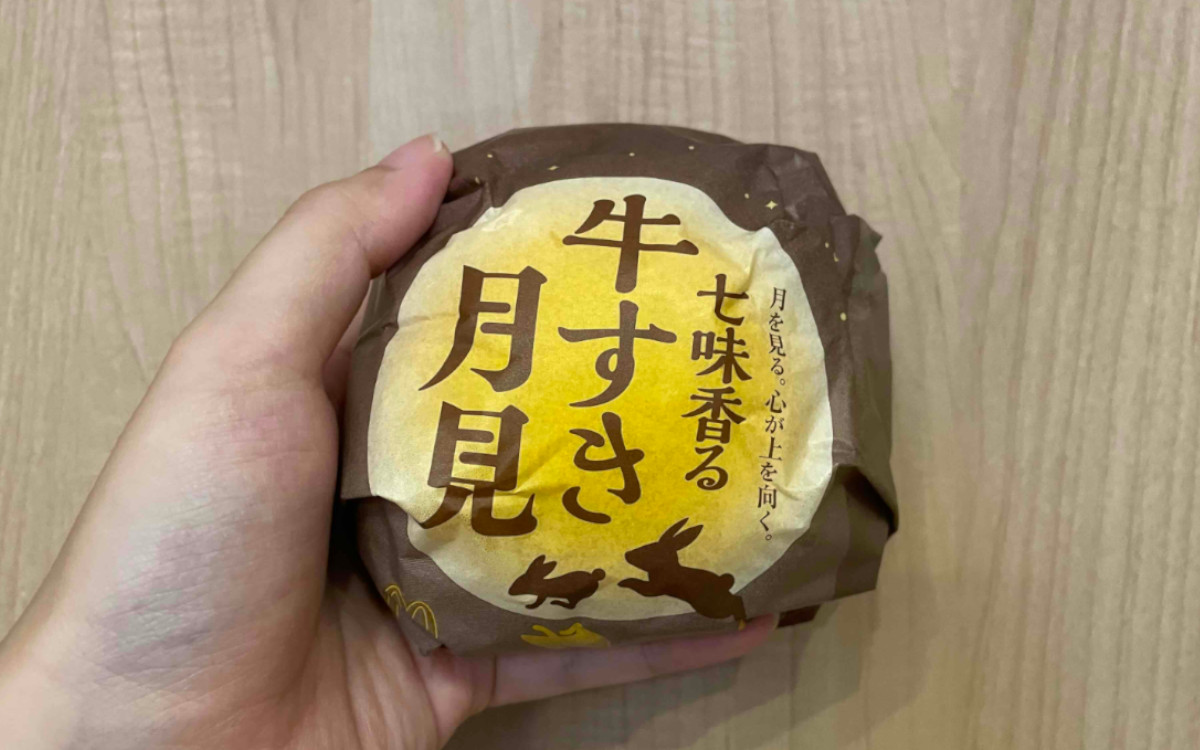 月を見る。心が上を向く。
七味香る
牛すき
月見